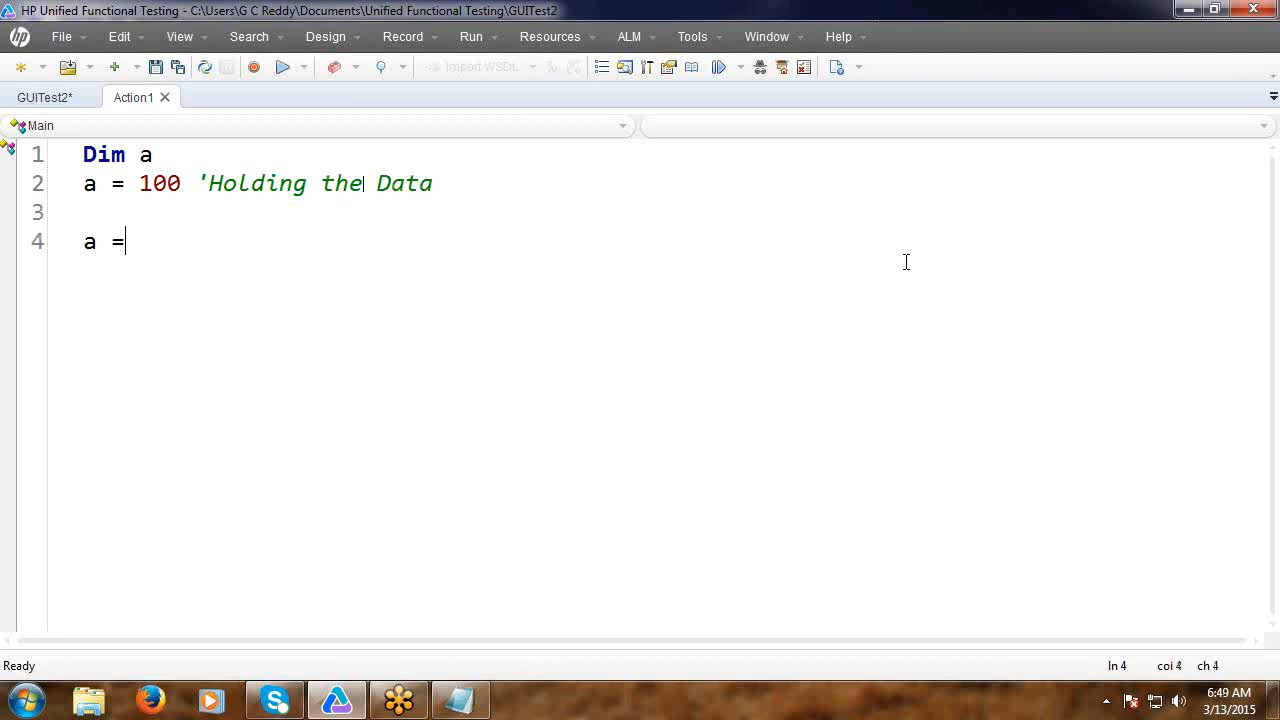 HP Unified Functional Testing - C:\Users\G C Reddy\Documents\Unified Functional Testing\GUITest2
hp File Edit View Search Design Record Run Resources ALM Tools Window Help
Import WSDL
GUITest2* Action1
Main
1 Dim a
2 a = 100 'Holding the Data
3
4 a =
Ready ln 4 col 4 ch 4
6:49 AM
3/13/2015